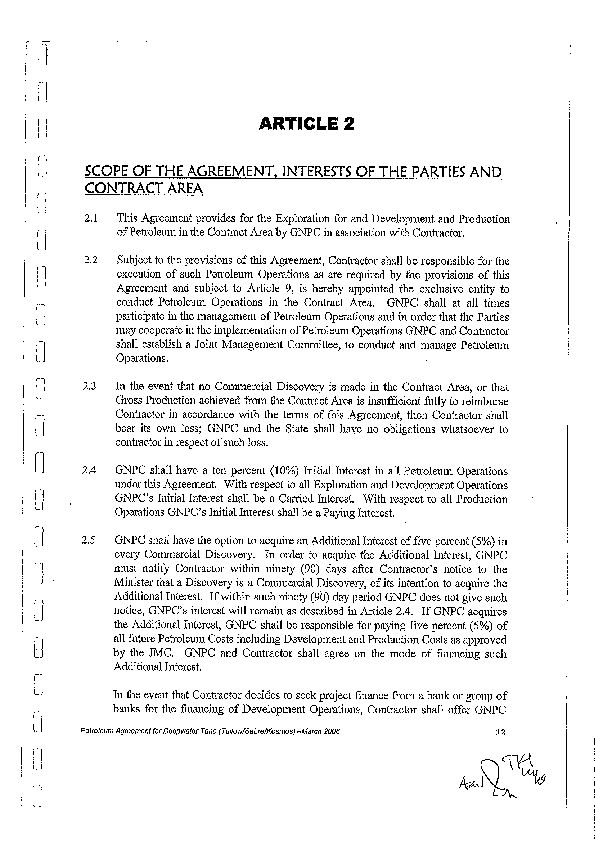 ARTICLE 2
SCOPE OF THE AGREEMENT, INTERESTS OF THE PARTIES AND
CONTRACT AREA
2.1 This Agreement provides for the Exploration for and Development and Production
of Petroleum in the Contract Area by GNPC in association with Contractor.
2.2 Subject to the provisions of this Agreement, Contractor shall be responsible for the
execution of such Petroleum Operations as are required by the provisions of this
Agreement and subject to Article 9, is hereby appointed the exclusive entity to
conduct Petroleum Operations in the Contract Area. GNPC shall at all times
participate in the management of Petroleum Operations and in order that the Parties
may cooperate in the implementation of Petroleum Operations GNPC and Contractor
shall establish a Joint Management Committee, to conduct and manage Petroleum
Operations.
2.3 In the event that no Commercial Discovery is made in the Contract Area, or that
Gross Production achieved from the Contract Area is insufficient fully to reimburse
Contractor in accordance with the terms of this Agreement, then Contractor shall
bear its own loss; GNPC and the State shall have no obligations whatsoever to
contractor in respect of such loss.
2.4 GNPC shall have a ten percent (10%) Initial Interest in all Petroleum Operations
under this Agreement. With respect to all Exploration and Development Operations
GNPC's Initial Interest shall be a Carried Interest. With respect to all Production
Operations GNPC's Initial Interest shall be a Paying Interest.
2.5 GNPC shall have the option to acquire an Additional Interest of five percent (5%) in
every Commercial Discovery. In order to acquire the Additional Interest, GNPC
must notify Contractor within ninety (90) days after Contractor's notice to the
Minister that a Discovery is a Commercial Discovery, of its intention to acquire the
Additional Interest. If within such ninety (90) day period GNPC does not give such
notice, GNPC's interest will remain as described in Article 2.4. If GNPC acquires
the Additional Interest, GNPC shall be responsible for paying five percent (5%) of
all future Petroleum Costs including Development and Production Costs as approved
by the JMC. GNPC and Contractor shall agree on the mode of financing such
Additional Interest.
In the event that Contractor decides to seek project finance from a bank or group of
banks for the financing of Development Operations, Contractor shall offer GNPC
Petroleum Agreement for Deepwater Tano (Tullow/Sabre/Kosmos) –March 2006 12